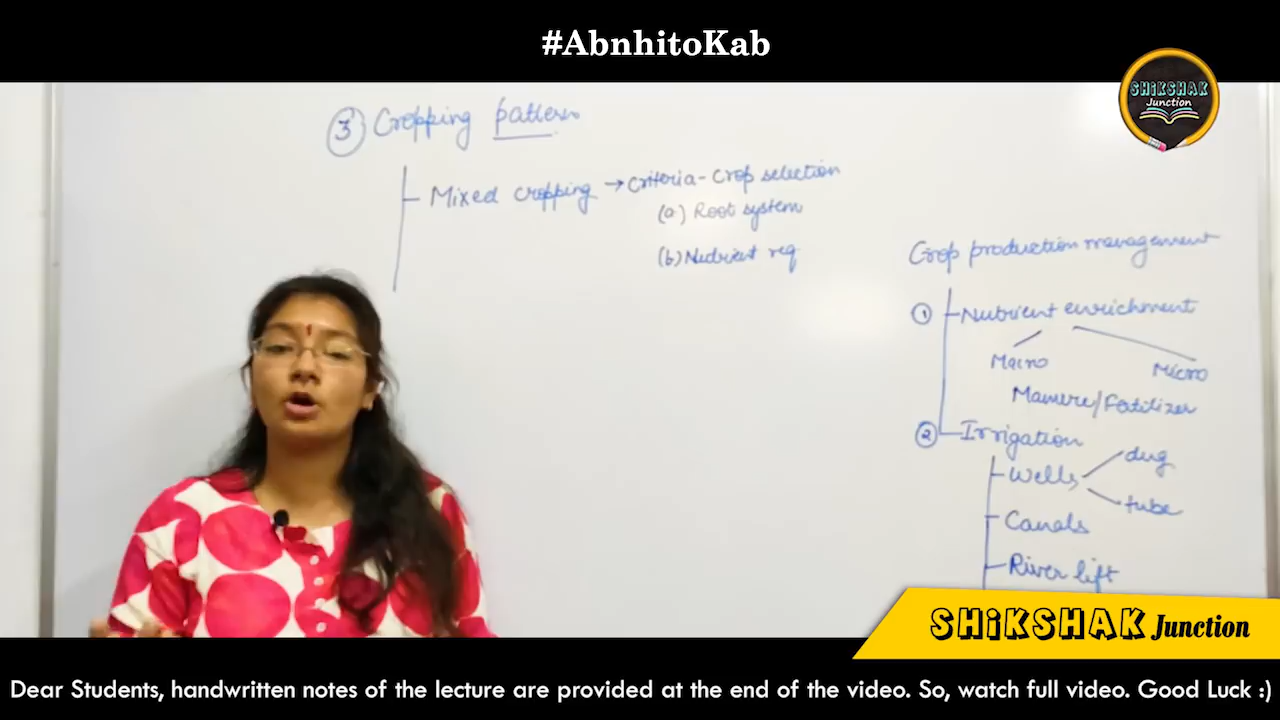 #AbnhitoKab
SHiKSHAK
Junction
3 Cropping pattern
Mixed cropping → Criteria - Crop selection
(a) Root system
(b) Nutrient req
Crop production management
1 Nutrient enrichment
Macro Micro
Manure/Fertilizer
2 Irrigation
Wells dug
tube
Canals
River lift
SHiKSHAK Junction
Dear Students, handwritten notes of the lecture are provided at the end of the video. So, watch full video. Good Luck :)